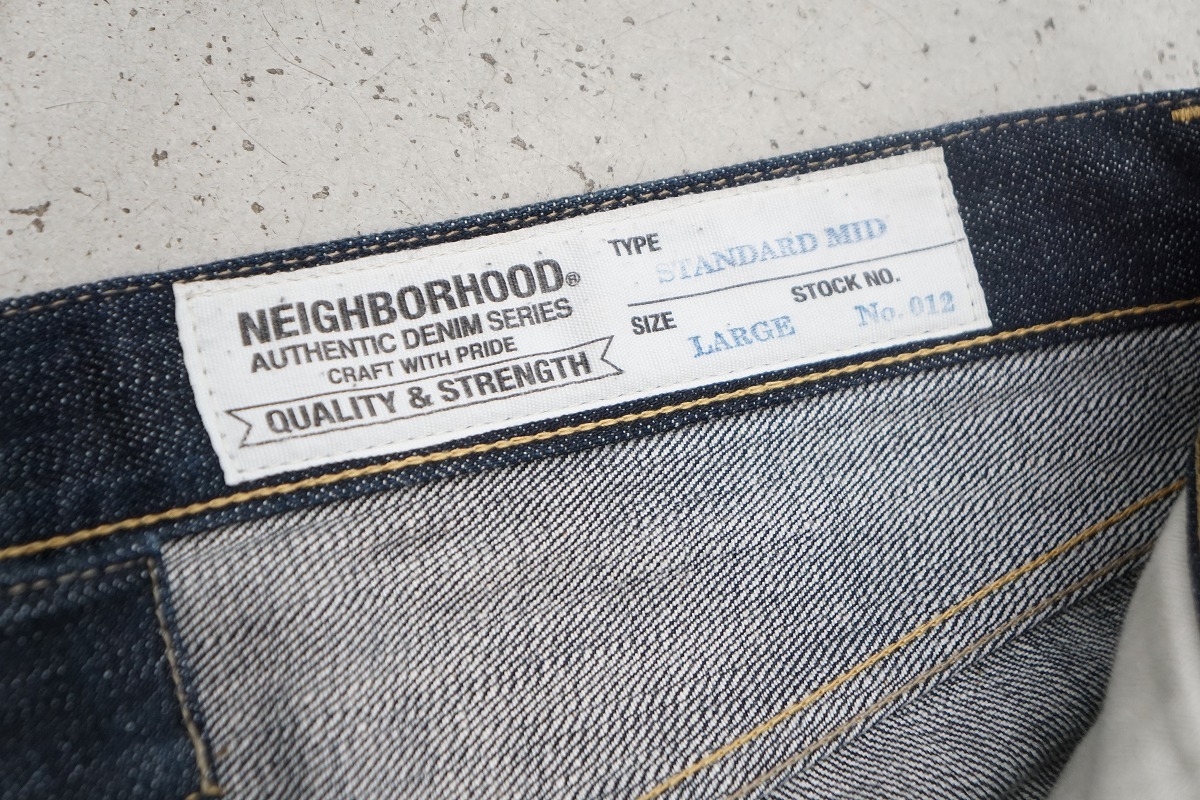 NEIGHBORHOOD®
AUTHENTIC DENIM SERIES
CRAFT WITH PRIDE
QUALITY & STRENGTH
TYPE
STANDARD MID
SIZE
LARGE
STOCK NO.
No. 012